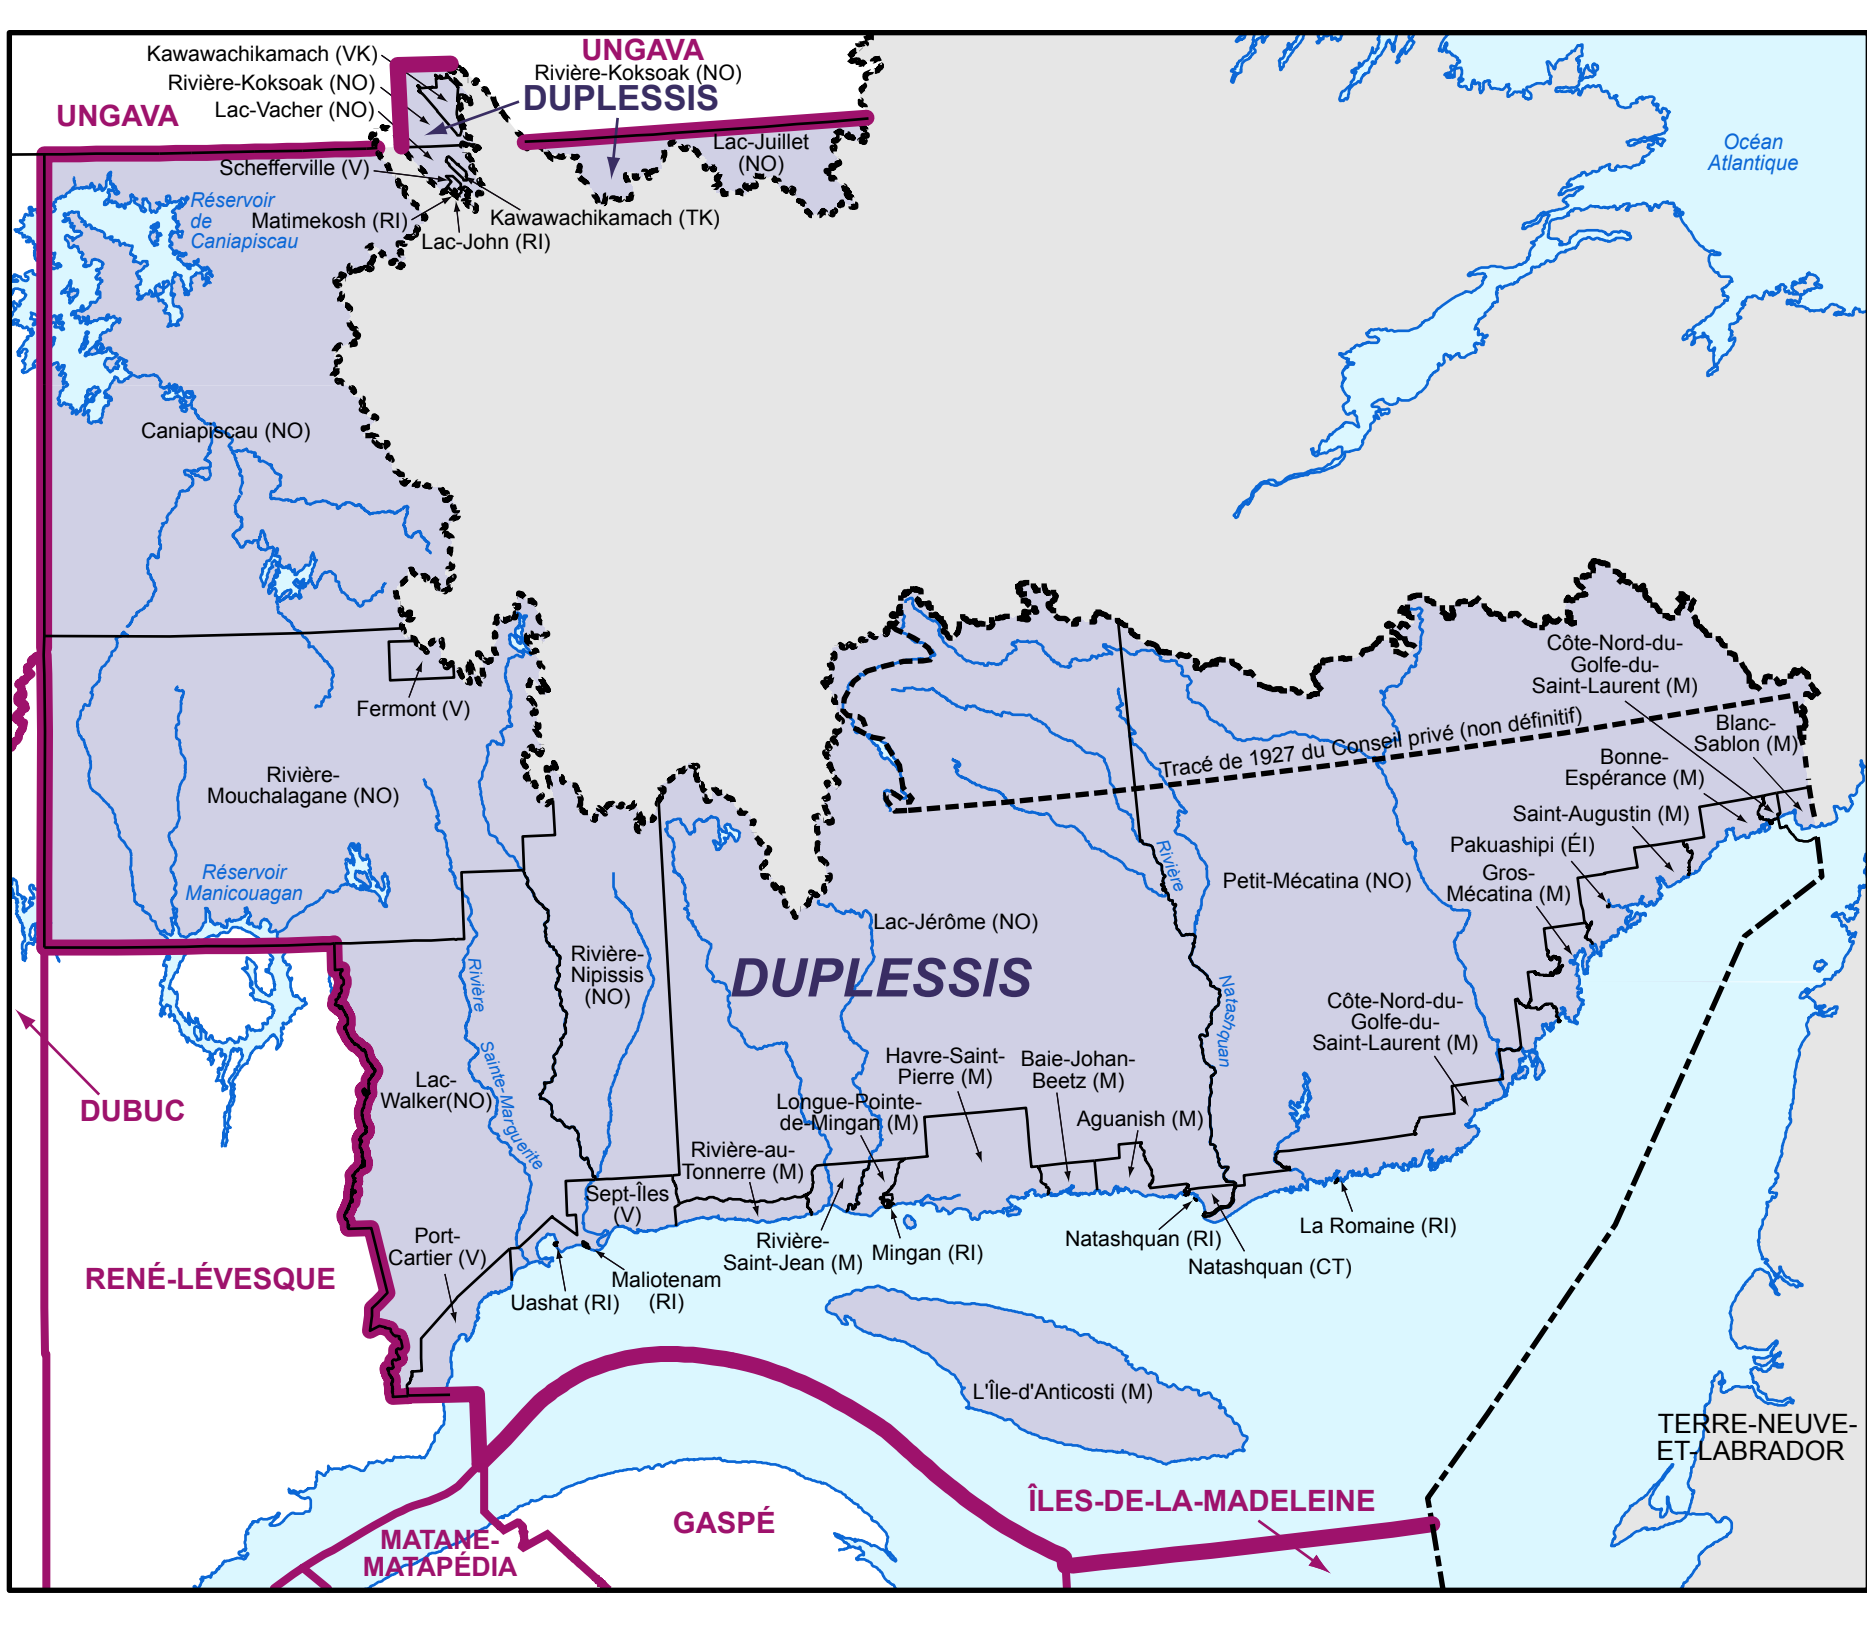 Kawawachikamach (VK)
Rivière-Koksoak (NO)
Lac-Vacher (NO)
UNGAVA
Rivière-Koksoak (NO)
DUPLESSIS
UNGAVA
Lac-Juillet
(NO)
Schefferville (V)
Matimekosh (RI)
Lac-John (RI)
Kawawachikamach (TK)
Réservoir
de
Caniapiscau
Océan
Atlantique
Caniapiscau (NO)
Fermont (V)
Rivière-
Mouchalagane (NO)
Réservoir
Manicouagan
Côte-Nord-du-
Golfe-du-
Saint-Laurent (M)
Tracé de 1927 du Conseil privé (non définitif)
Blanc-
Sablon (M)
Bonne-
Espérance (M)
Saint-Augustin (M)
Pakuashipi (ÉI)
Gros-
Mécatina (M)
Rivière
Natashquan
Petit-Mécatina (NO)
Lac-Jérôme (NO)
DUPLESSIS
Rivière-
Nipissis
(NO)
Rivière
Sainte-Marguerite
Côte-Nord-du-
Golfe-du-
Saint-Laurent (M)
Lac-
Walker(NO)
Havre-Saint-
Pierre (M)
Baie-Johan-
Beetz (M)
Longue-Pointe-
de-Mingan (M)
Aguanish (M)
Rivière-au-
Tonnerre (M)
Sept-Îles
(V)
Port-
Cartier (V)
Rivière-
Saint-Jean (M)
Mingan (RI)
Natashquan (RI)
Natashquan (CT)
La Romaine (RI)
Uashat (RI)
Maliotenam
(RI)
DUBUC
RENÉ-LÉVESQUE
L'Île-d'Anticosti (M)
TERRE-NEUVE-
ET-LABRADOR
ÎLES-DE-LA-MADELEINE
GASPÉ
MATANE-
MATAPÉDIA